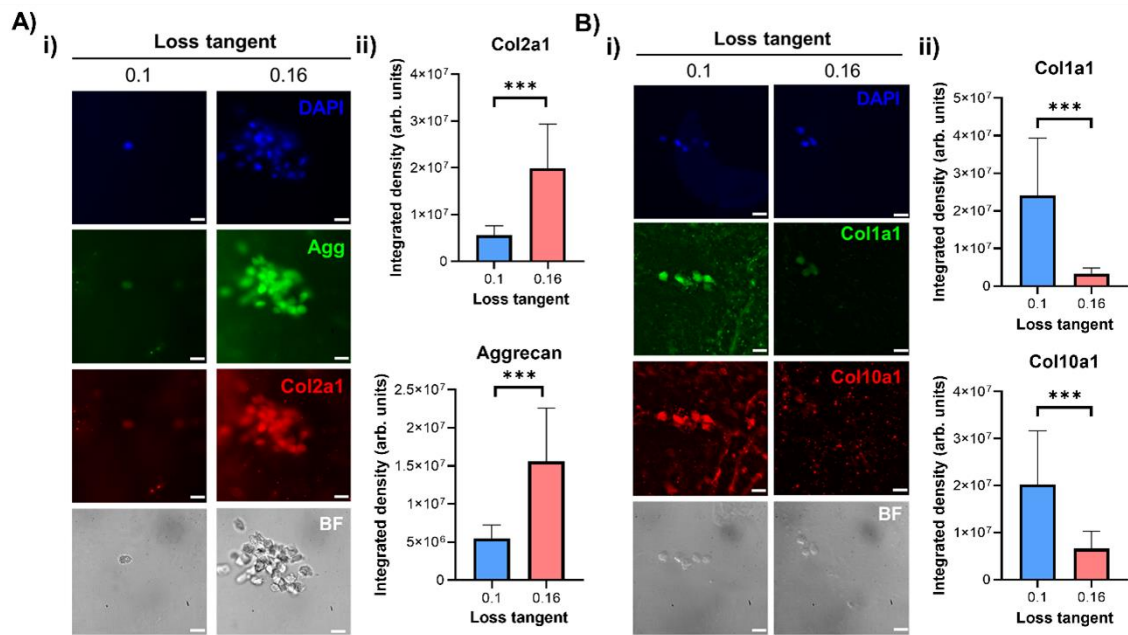 A)
i)
Loss tangent
0.1
0.16
DAPI
Agg
Col2a1
BF
ii)
Col2a1
Integrated density (arb. units)
4×10⁷
3×10⁷
2×10⁷
1×10⁷
0
***
0.1
0.16
Loss tangent
Aggrecan
Integrated density (arb. units)
2.5×10⁷
2×10⁷
1.5×10⁷
1×10⁷
5×10⁶
0
***
0.1
0.16
Loss tangent
B)
i)
Loss tangent
0.1
0.16
DAPI
Col1a1
Col10a1
BF
ii)
Col1a1
Integrated density (arb. units)
5×10⁷
4×10⁷
3×10⁷
2×10⁷
1×10⁷
0
***
0.1
0.16
Loss tangent
Col10a1
Integrated density (arb. units)
4×10⁷
3×10⁷
2×10⁷
1×10⁷
0
***
0.1
0.16
Loss tangent